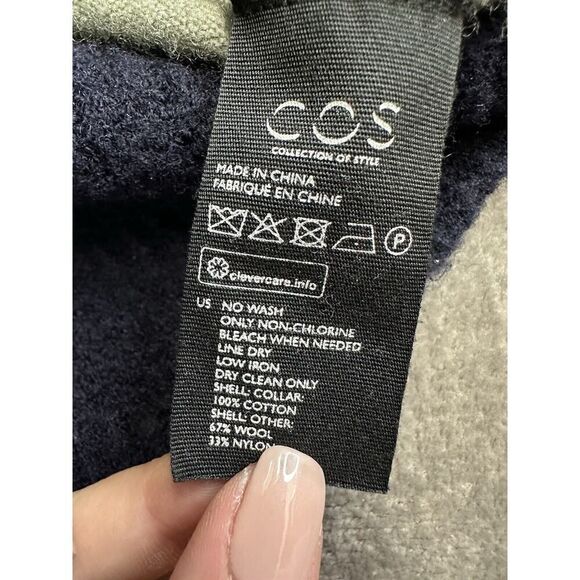 COS
COLLECTION OF STYLE
MADE IN CHINA
FABRIQUÉ EN CHINE
P
clevercare.info
US NO WASH
ONLY NON-CHLORINE
BLEACH WHEN NEEDED
LINE DRY
LOW IRON
DRY CLEAN ONLY
SHELL: COLLAR:
100% COTTON
SHELL: OTHER:
67% WOOL
33% NYLON